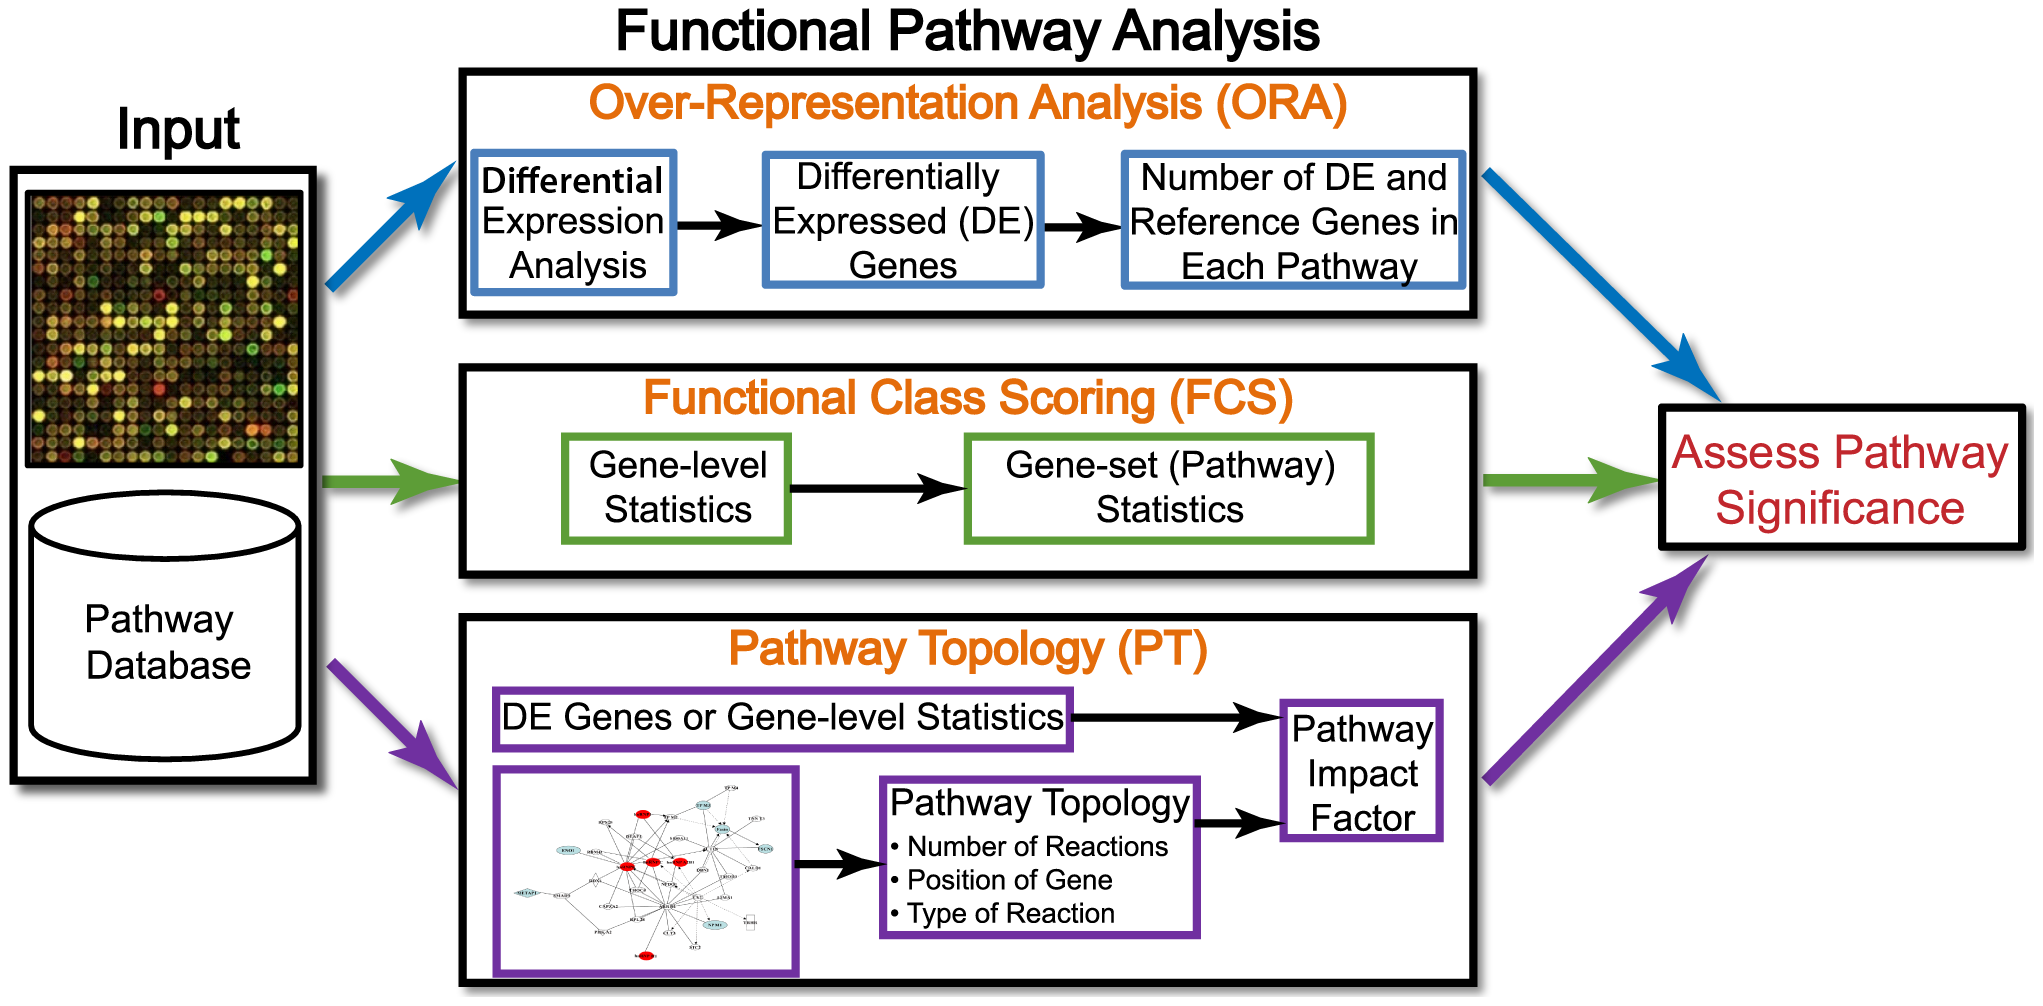 Functional Pathway Analysis
Input
Pathway
Database
Over-Representation Analysis (ORA)
Differential
Expression
Analysis
Differentially
Expressed (DE)
Genes
Number of DE and
Reference Genes in
Each Pathway
Functional Class Scoring (FCS)
Gene-level
Statistics
Gene-set (Pathway)
Statistics
Pathway Topology (PT)
DE Genes or Gene-level Statistics
Pathway Topology
• Number of Reactions
• Position of Gene
• Type of Reaction
Pathway
Impact
Factor
Assess Pathway
Significance